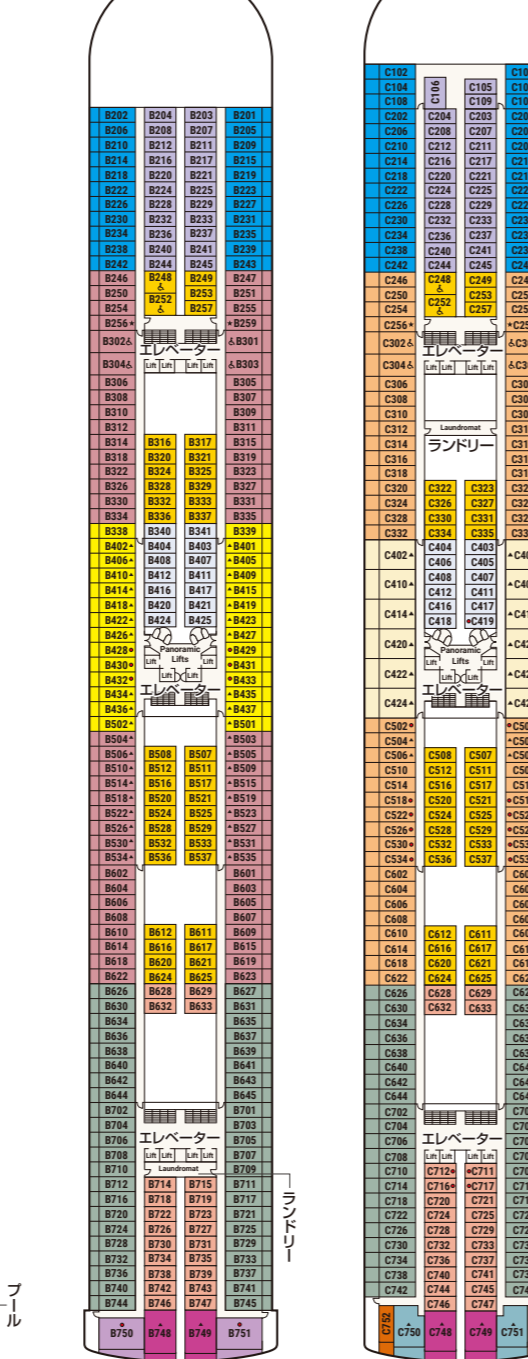 B202 B204 B203 B201
B206 B208 B207 B205
B210 B212 B211 B209
B214 B216 B217 B215
B218 B220 B221 B219
B222 B224 B225 B223
B226 B228 B229 B227
B230 B232 B233 B231
B234 B236 B237 B235
B238 B240 B241 B239
B242 B244 B245 B243
B246 B248 B249 B247
B250 B252 B253 B251
B254 B257 B255
B256★ ★B259
B302 B301
エレベーター
B304 Lift Lift Lift Lift B303
B306 B305
B308 B307
B310 B309
B312 B311
B314 B316 B317 B315
B318 B320 B321 B319
B322 B324 B325 B323
B326 B328 B329 B327
B330 B332 B333 B331
B334 B336 B337 B335
B338 B340 B341 B339
B402▲ B404 B403 ▲B401
B406▲ B408 B407 ▲B405
B410▲ B412 B411 ▲B409
B414▲ B416 B417 ▲B415
B418▲ B420 B421 ▲B419
B422▲ B424 B425 ▲B423
B426▲ ▲B427
B428● Panoramic ●B429
B430● Lift Lifts Lift ●B431
B432● Lift Lift ●B433
B434▲ エレベーター ▲B435
B436▲ ▲B437
B502▲ ▲B501
B504▲ ▲B503
B506▲ B508 B507 ▲B505
B510▲ B512 B511 ▲B509
B514▲ B516 B517 ▲B515
B518▲ B520 B521 ▲B519
B522▲ B524 B525 ▲B523
B526▲ B528 B529 ▲B527
B530▲ B532 B533 ▲B531
B534▲ B536 B537 ▲B535
B602 B601
B604 B603
B606 B605
B608 B607
B610 B612 B611 B609
B614 B616 B617 B615
B618 B620 B621 B619
B622 B624 B625 B623
B626 B628 B629 B627
B630 B632 B633 B631
B634 B635
B636 B637
B638 B639
B640 B641
B642 B643
B644 B645
B702 B701
B704 B703
B706 エレベーター B705
B708 Lift Lift Lift Lift B707
B710 Laundromat B709
B712 B714 B715 B711
B716 B718 B719 B717
B720 B722 B723 B721
B724 B726 B727 B725
B728 B730 B731 B729
B732 B734 B735 B733
B736 B738 B739 B737
B740 B742 B743 B741
B744 B746 B747 B745
B750 B748 B749 B751
ランドリー
プール
C102
C104 C106 C105
C108 C109
C202 C204 C203
C206 C208 C207
C210 C212 C211
C214 C216 C217
C218 C220 C221
C222 C224 C225
C226 C228 C229
C230 C232 C233
C234 C236 C237
C238 C240 C241
C242 C244 C245
C246 C248 C249
C250 C252 C253
C254 C257
C256★
C302
エレベーター
C304 Lift Lift Lift Lift
C306
C308
C310
C312 Laundromat
C314 ランドリー
C316
C318
C320 C322 C323
C324 C326 C327
C328 C330 C331
C332 C334 C335
C402▲ C404 C403
C406 C405
C410▲ C408 C407
C412 C411
C414▲ C416 C417
C418 ●C419
C420▲ Panoramic
Lift Lifts Lift
C422▲ Lift Lift
エレベーター
C424▲
C502●
C504▲
C506▲ C508 C507
C510 C512 C511
C514 C516 C517
C518● C520 C521
C522● C524 C525
C526● C528 C529
C530● C532 C533
C534● C536 C537
C602
C604
C606
C608
C610 C612 C611
C614 C616 C617
C618 C620 C621
C622 C624 C625
C626 C628 C629
C630 C632 C633
C634
C636
C638
C640
C642
C644
C702
C704
C706 エレベーター
C708 Lift Lift Lift Lift
C710 C712● ●C711
C714 C716● ●C717
C718 C720 C721
C722 C724 C725
C726 C728 C729
C730 C732 C733
C734 C736 C737
C738 C740 C741
C742 C744 C745
C746 C747
C752 C750 C748 C749 C751